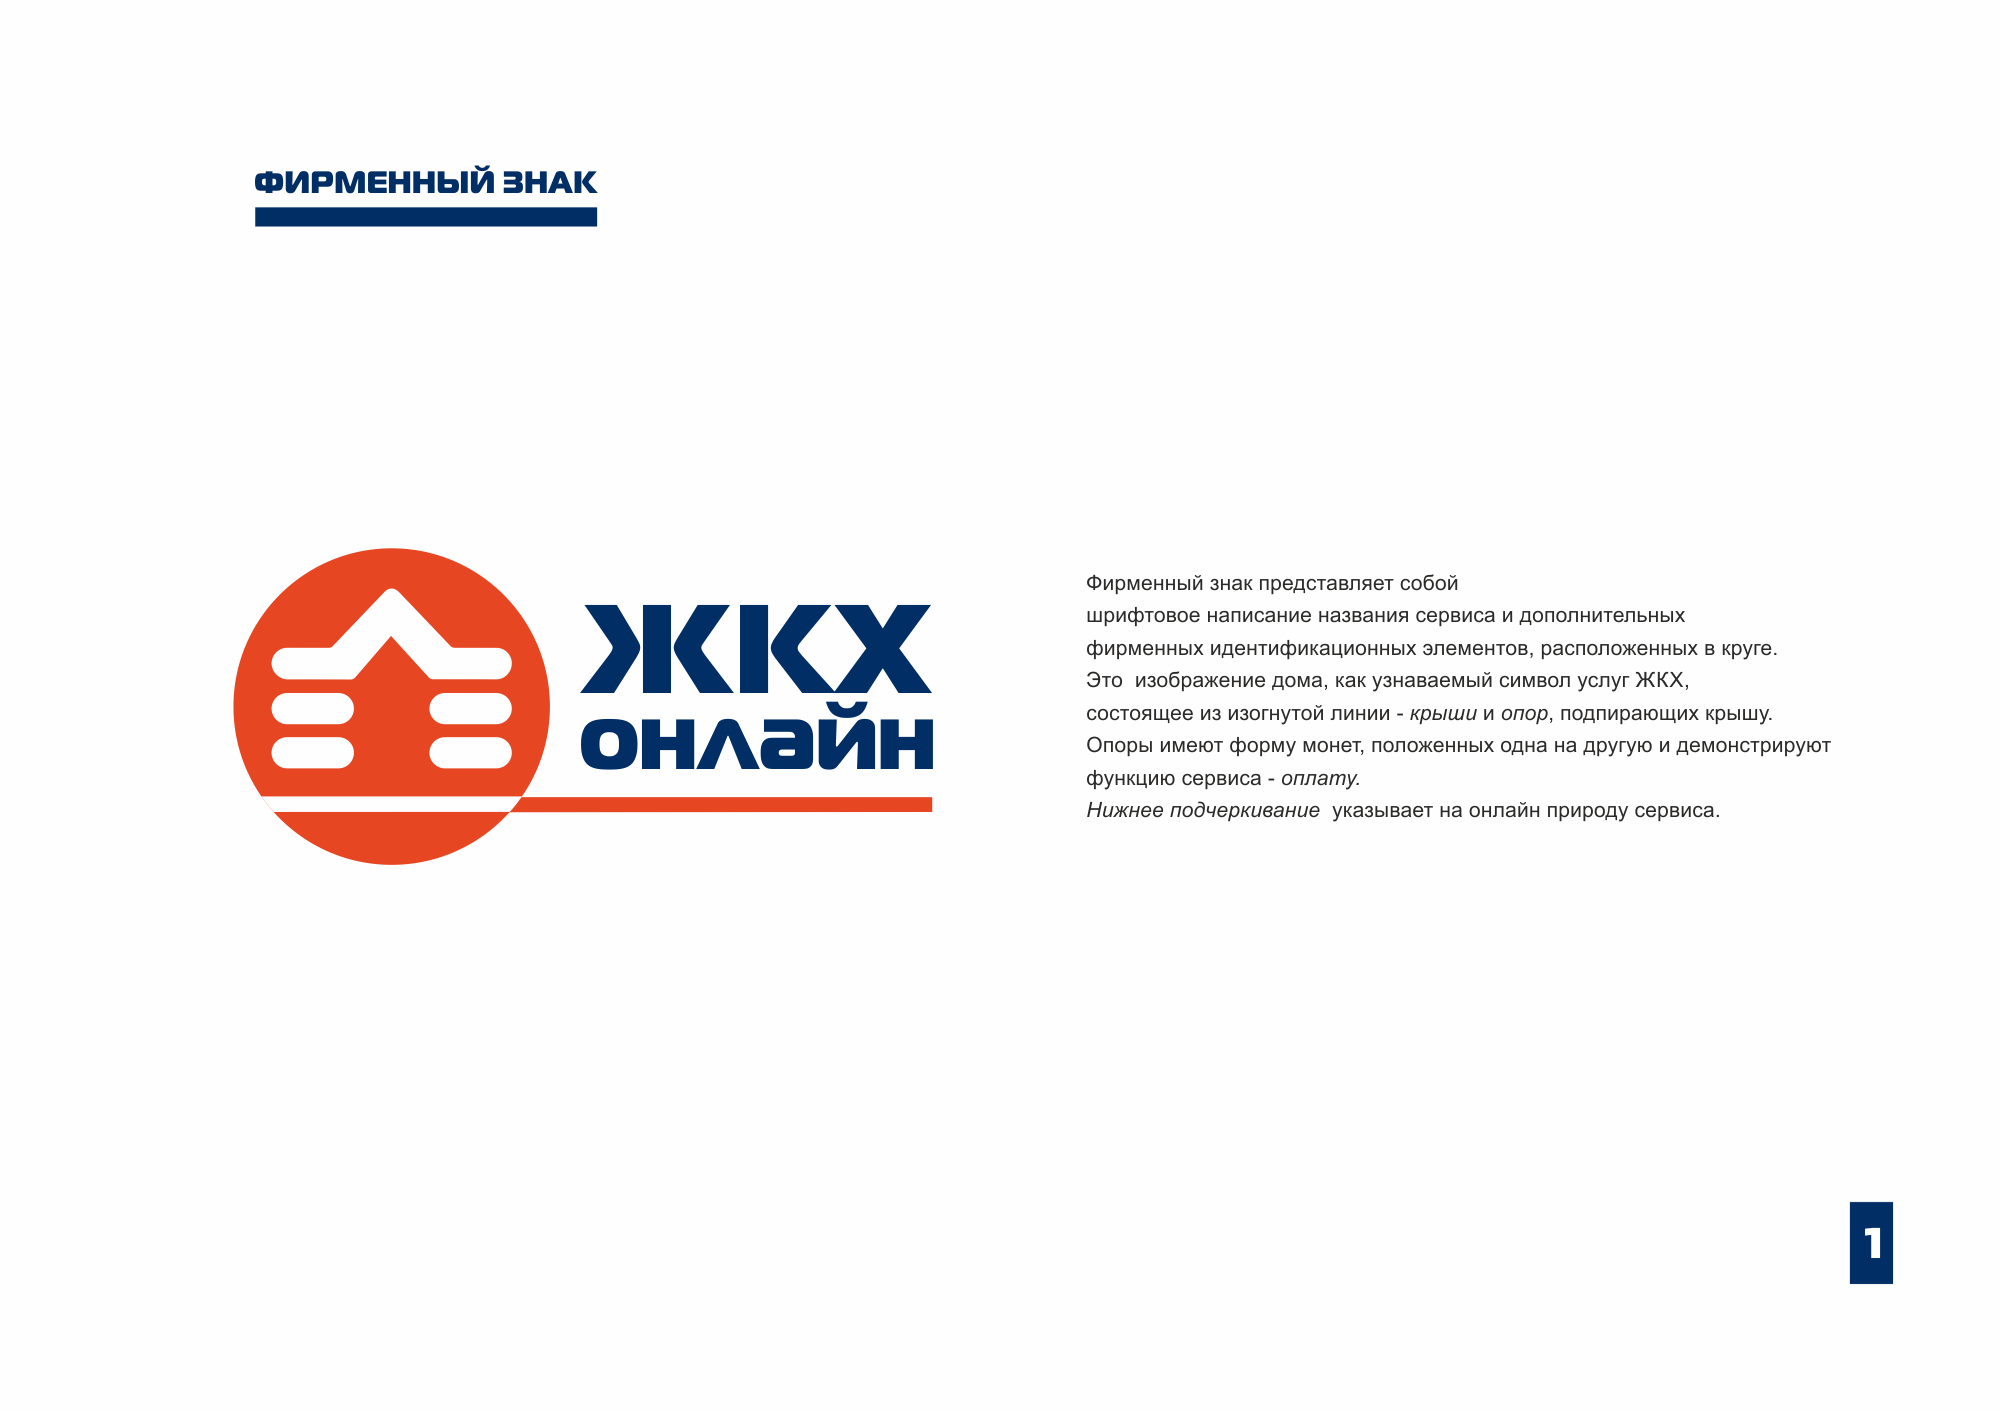 ФИРМЕННЫЙ ЗНАК
ЖКХ
онлайн
Фирменный знак представляет собой
шрифтовое написание названия сервиса и дополнительных
фирменных идентификационных элементов, расположенных в круге.
Это  изображение дома, как узнаваемый символ услуг ЖКХ,
состоящее из изогнутой линии - крыши и опор, подпирающих крышу.
Опоры имеют форму монет, положенных одна на другую и демонстрируют
функцию сервиса - оплату.
Нижнее подчеркивание  указывает на онлайн природу сервиса.
1